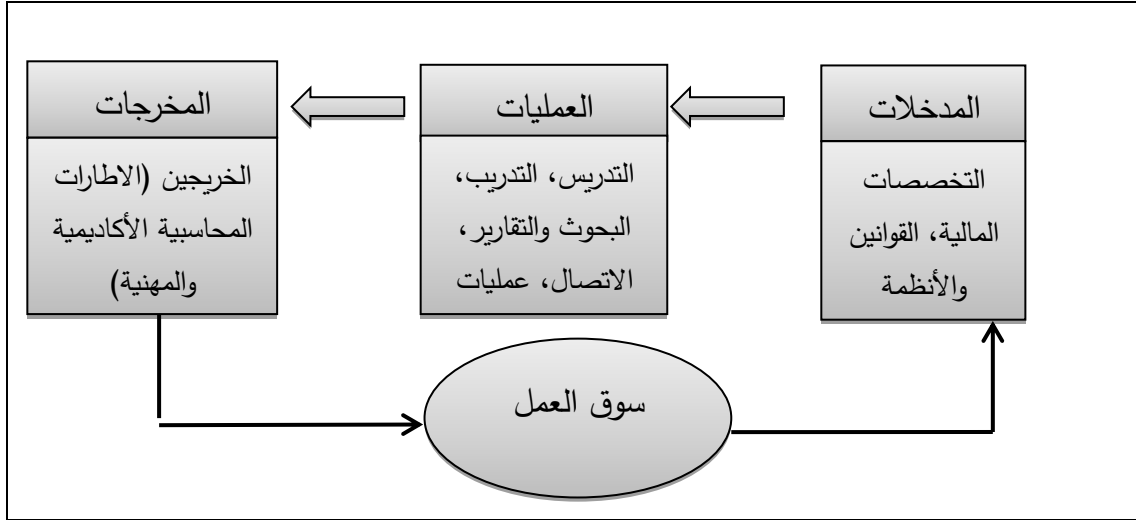 المدخلات
التخصصات
المالية، القوانين
والأنظمة
العمليات
التدريس، التدريب،
البحوث والتقارير،
الاتصال، عمليات
المخرجات
الخريجين (الاطارات
المحاسبية الأكاديمية
والمهنية)
سوق العمل